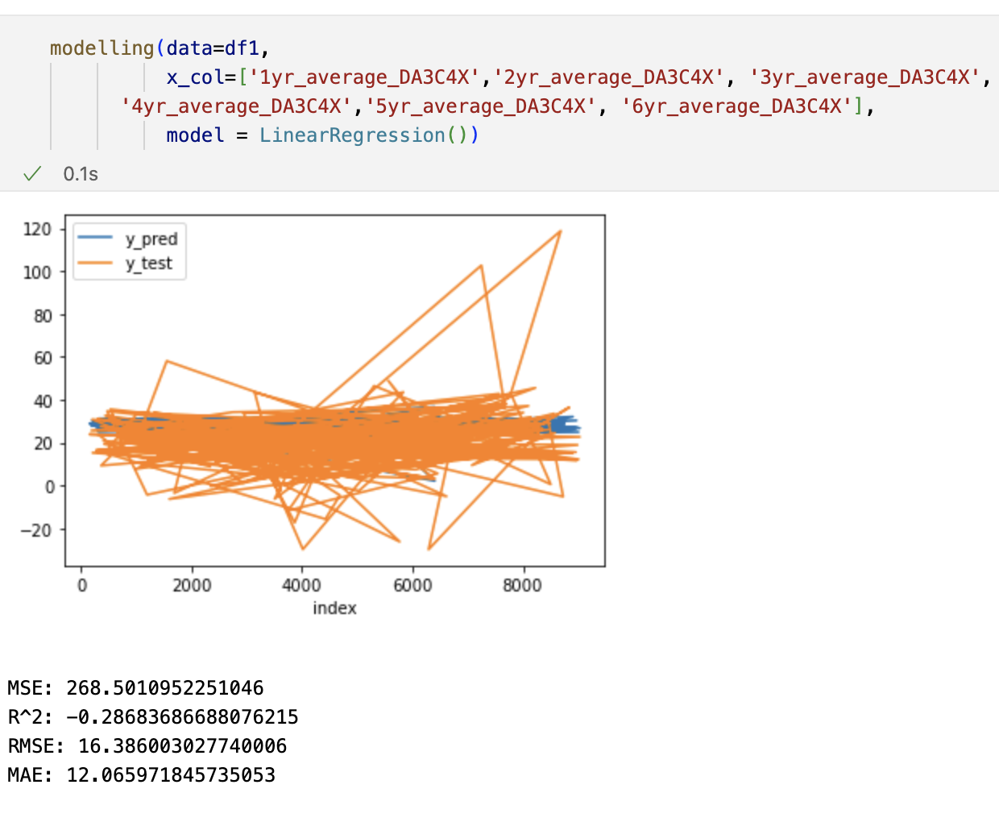 modelling(data=df1,
x_col=['1yr_average_DA3C4X','2yr_average_DA3C4X', '3yr_average_DA3C4X',
'4yr_average_DA3C4X','5yr_average_DA3C4X', '6yr_average_DA3C4X'],
model = LinearRegression())
0.1s
y_pred
y_test
120
100
80
60
40
20
0
−20
0 2000 4000 6000 8000
index
MSE: 268.5010952251046
R^2: −0.28683686688076215
RMSE: 16.386003027740006
MAE: 12.065971845735053